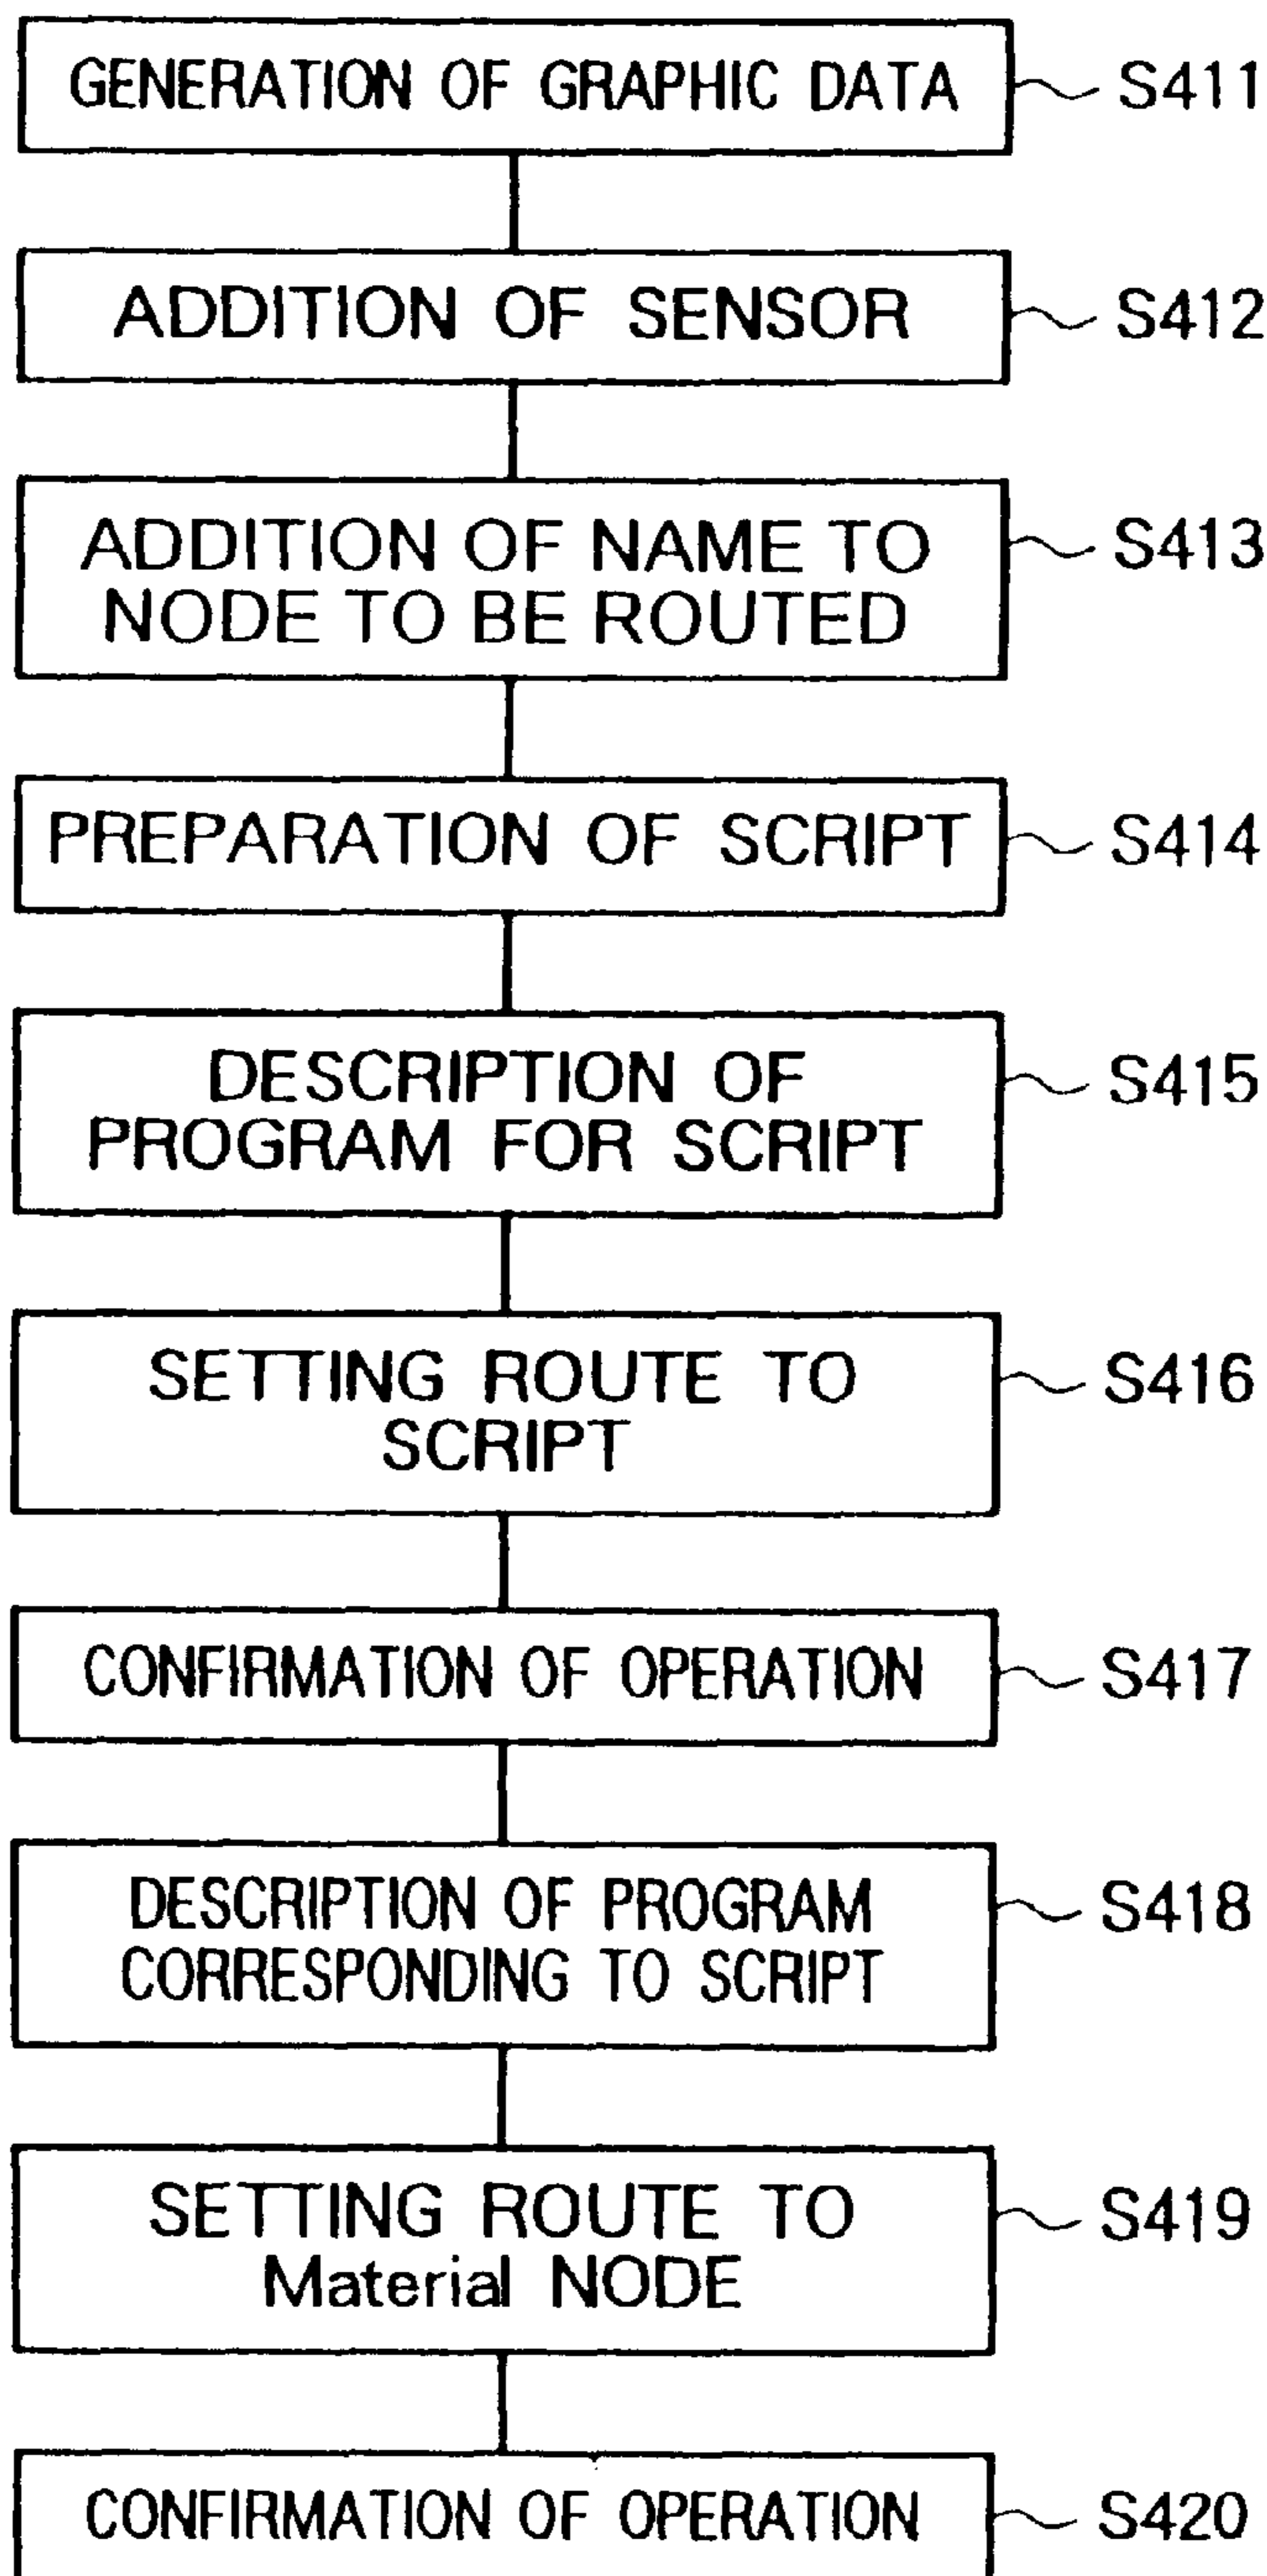 GENERATION OF GRAPHIC DATA
S411
ADDITION OF SENSOR
S412
ADDITION OF NAME TO
NODE TO BE ROUTED
S413
PREPARATION OF SCRIPT
S414
DESCRIPTION OF
PROGRAM FOR SCRIPT
S415
SETTING ROUTE TO
SCRIPT
S416
CONFIRMATION OF OPERATION
S417
DESCRIPTION OF PROGRAM
CORRESPONDING TO SCRIPT
S418
SETTING ROUTE TO
Material NODE
S419
CONFIRMATION OF OPERATION
S420